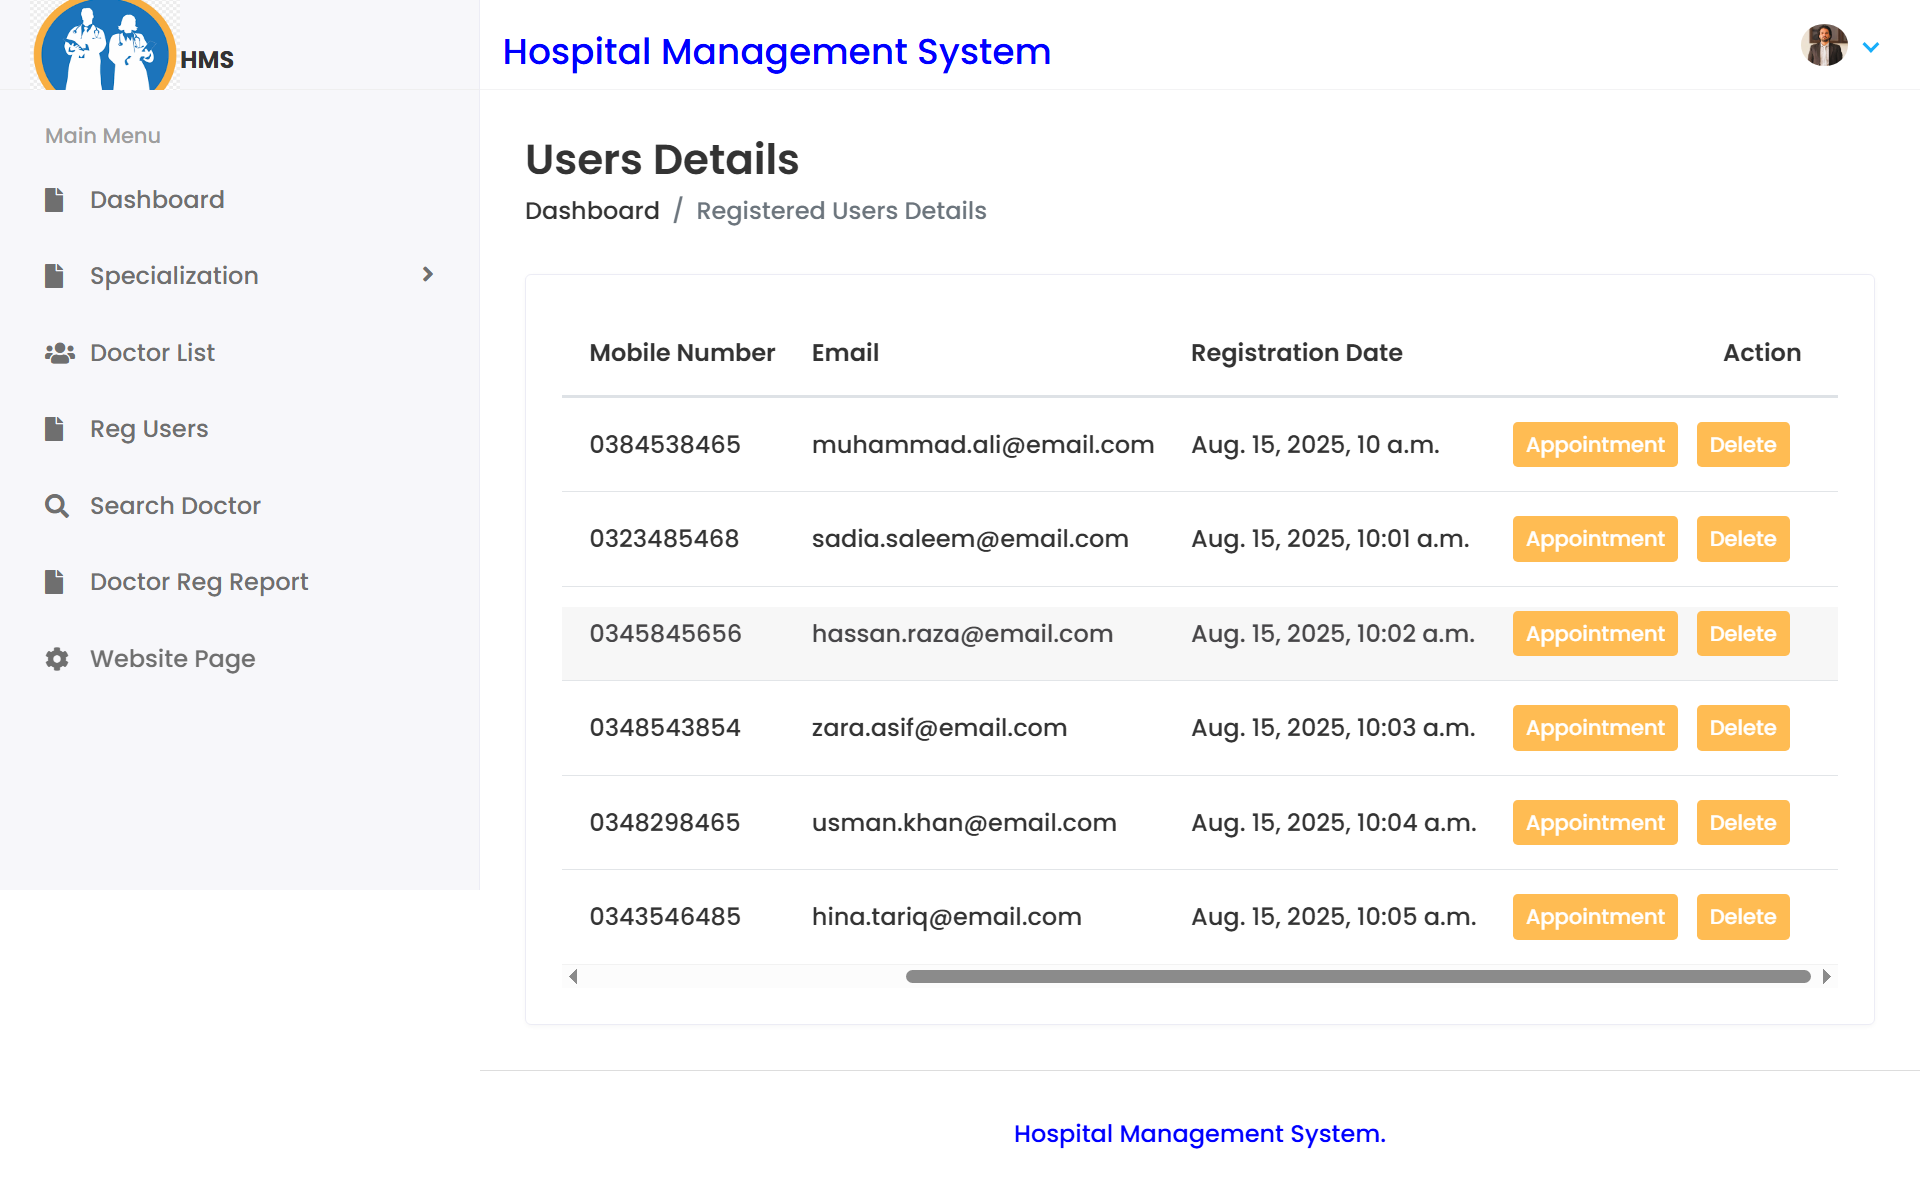 HMS
Hospital Management System
Main Menu
Dashboard
Specialization
Doctor List
Reg Users
Search Doctor
Doctor Reg Report
Website Page
Users Details
Dashboard / Registered Users Details
Mobile Number Email Registration Date Action
0384538465 muhammad.ali@email.com Aug. 15, 2025, 10 a.m. Appointment Delete
0323485468 sadia.saleem@email.com Aug. 15, 2025, 10:01 a.m. Appointment Delete
0345845656 hassan.raza@email.com Aug. 15, 2025, 10:02 a.m. Appointment Delete
0348543854 zara.asif@email.com Aug. 15, 2025, 10:03 a.m. Appointment Delete
0348298465 usman.khan@email.com Aug. 15, 2025, 10:04 a.m. Appointment Delete
0343546485 hina.tariq@email.com Aug. 15, 2025, 10:05 a.m. Appointment Delete
Hospital Management System.